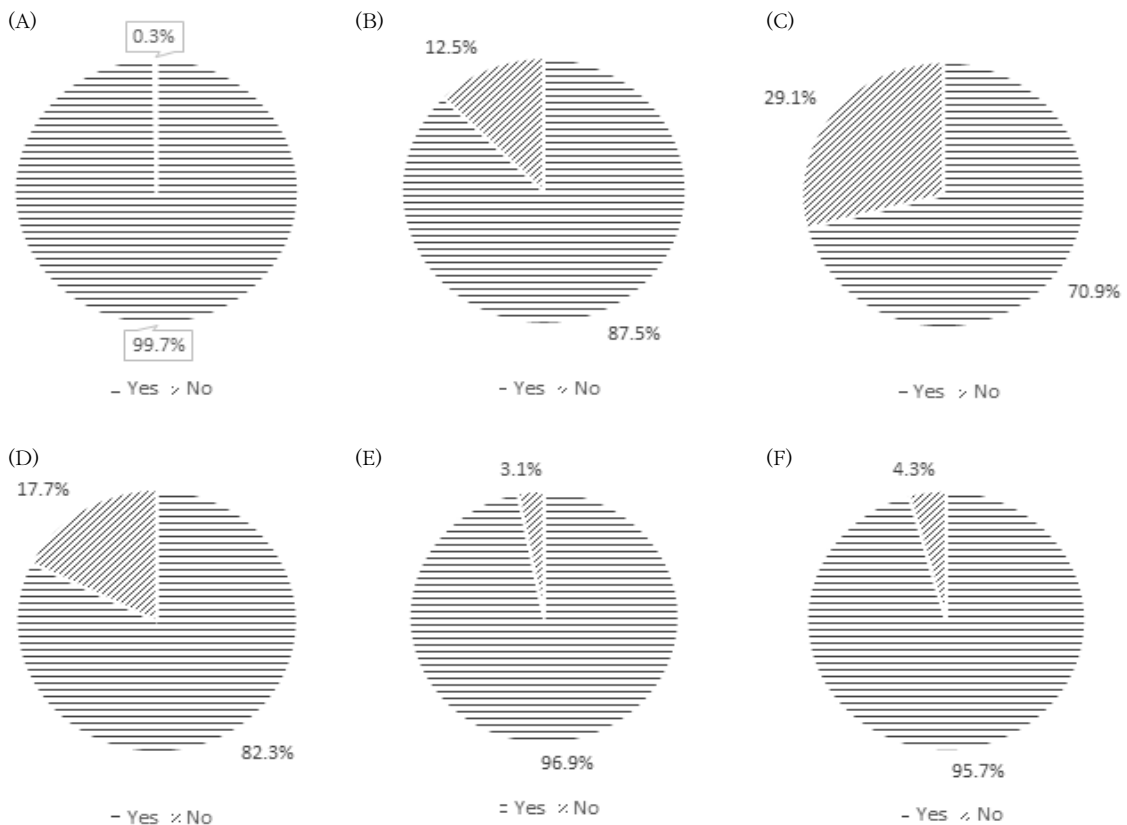 (A)
0.3%
99.7%
Yes No
(B)
12.5%
87.5%
Yes No
(C)
29.1%
70.9%
Yes No
(D)
17.7%
82.3%
Yes No
(E)
3.1%
96.9%
Yes No
(F)
4.3%
95.7%
Yes No